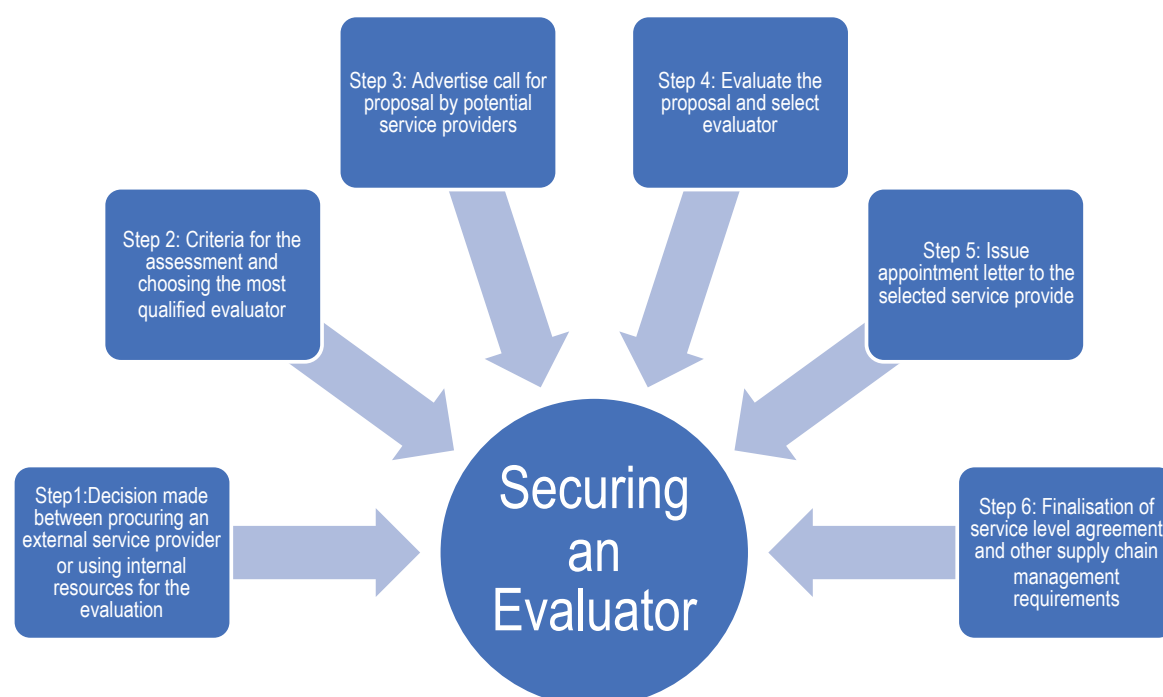 Step1:Decision made
between procuring an
external service provider
or using internal
resources for the
evaluation
Step 2: Criteria for the
assessment and
choosing the most
qualified evaluator
Step 3: Advertise call for
proposal by potential
service providers
Step 4: Evaluate the
proposal and select
evaluator
Step 5: Issue
appointment letter to the
selected service provide
Step 6: Finalisation of
service level agreement
and other supply chain
management
requirements
Securing
an
Evaluator